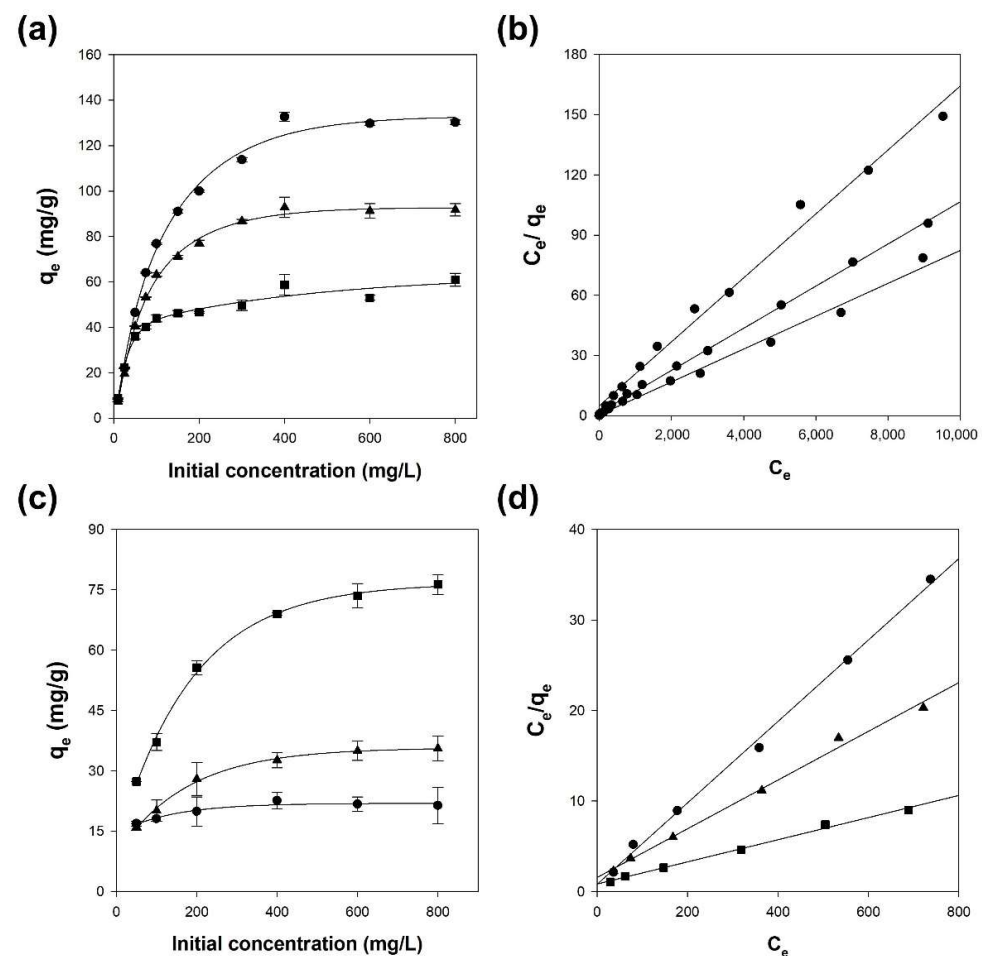 (a)
160
140
120
100
80
60
40
20
0
qe (mg/g)
0 200 400 600 800
Initial concentration (mg/L)
(b)
180
150
120
90
60
30
0
Ce/ qe
0 2,000 4,000 6,000 8,000 10,000
Ce
(c)
90
75
60
45
30
15
0
qe (mg/g)
0 200 400 600 800
Initial concentration (mg/L)
(d)
40
30
20
10
0
Ce/qe
0 200 400 600 800
Ce